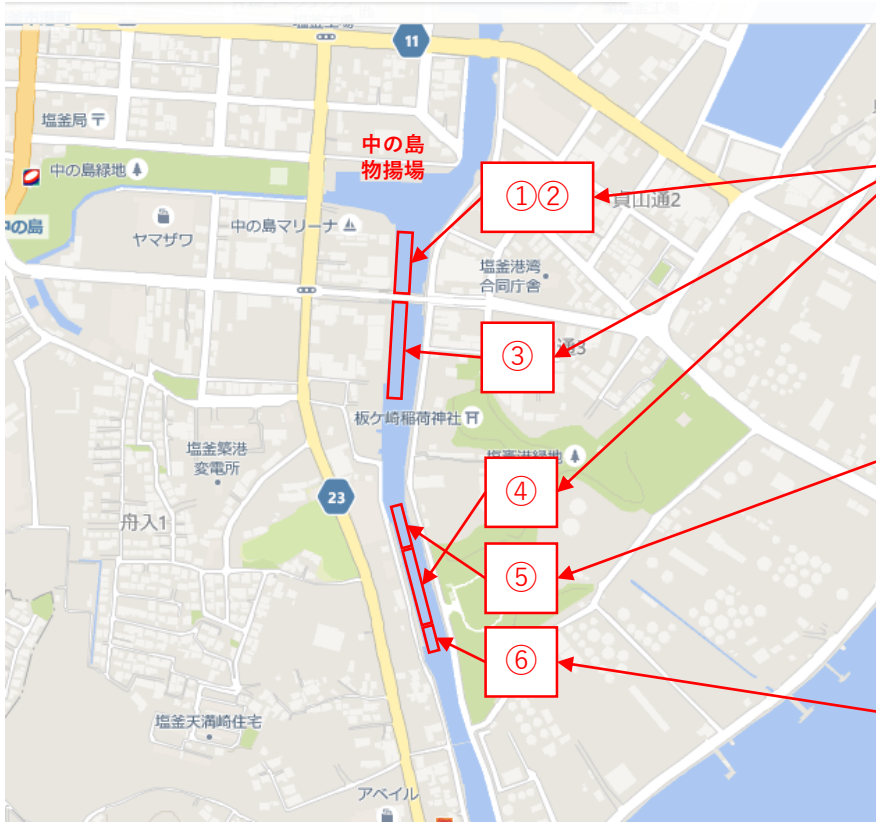 11
塩釜局
中の島
物揚場
中の島緑地
①②
貞山通2
の島
ヤマザワ
中の島マリーナ
塩釜港湾
合同庁舎
③
通3
板ケ崎稲荷神社
塩釜築港
変電所
④
23
舟入1
⑤
⑥
塩釜天満崎住宅
アベイル